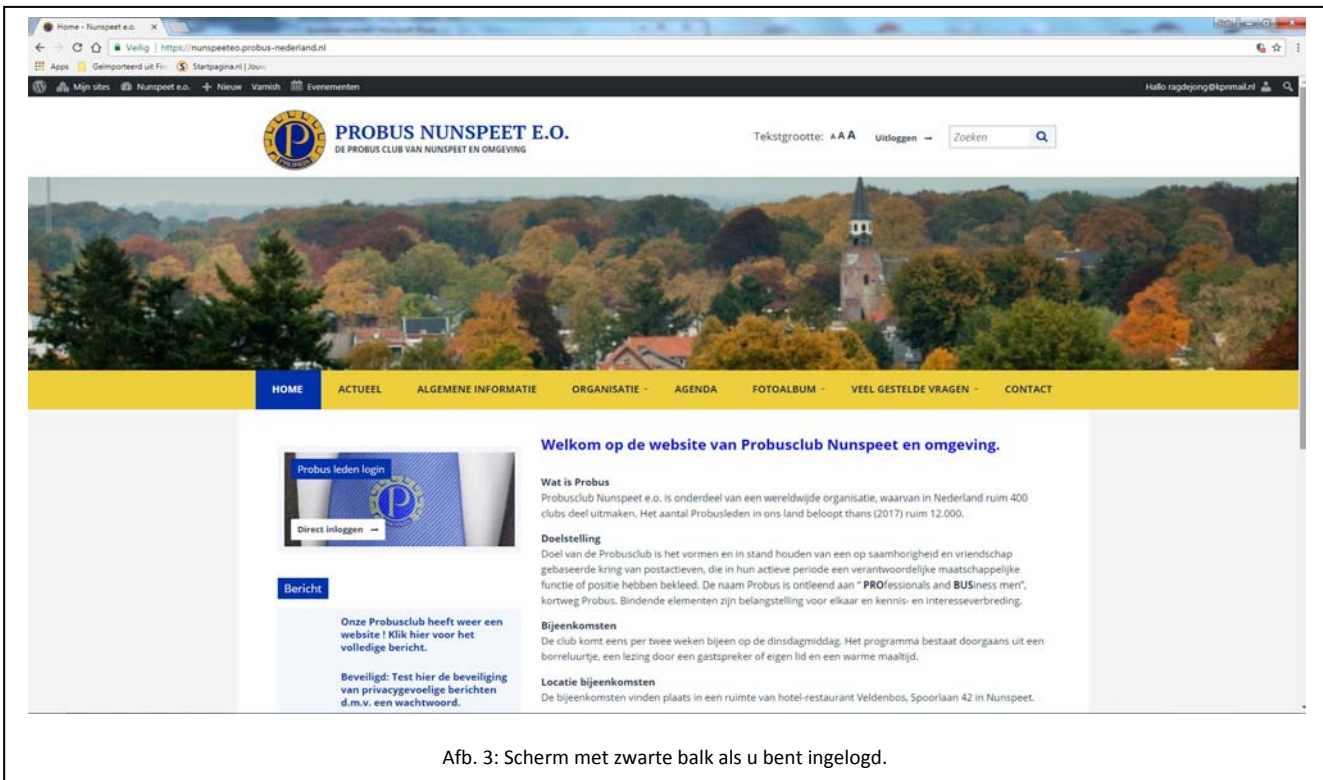 Home - Nunspeet e.o.
Veilig | https://nunspeeteo.probus-nederland.nl
Apps Geïmporteerd uit Fir Startpagina.nl | Jouw
Mijn sites Nunspeet e.o. + Nieuw Varnish Evenementen Hallo ragdejong@kpnmail.nl
PROBUS NUNSPEET E.O.
DE PROBUS CLUB VAN NUNSPEET EN OMGEVING
Tekstgrootte: A A A Uitloggen → Zoeken
P
PROBUS
HOME ACTUEEL ALGEMENE INFORMATIE ORGANISATIE AGENDA FOTOALBUM VEEL GESTELDE VRAGEN CONTACT
Probus leden login
P
Direct inloggen →
Bericht
Onze Probusclub heeft weer een
website ! Klik hier voor het
volledige bericht.
Beveiligd: Test hier de beveiliging
van privacygevoelige berichten
d.m.v. een wachtwoord.
Welkom op de website van Probusclub Nunspeet en omgeving.
Wat is Probus
Probusclub Nunspeet e.o. is onderdeel van een wereldwijde organisatie, waarvan in Nederland ruim 400
clubs deel uitmaken. Het aantal Probusleden in ons land beloopt thans (2017) ruim 12.000.
Doelstelling
Doel van de Probusclub is het vormen en in stand houden van een op saamhorigheid en vriendschap
gebaseerde kring van postactieven, die in hun actieve periode een verantwoordelijke maatschappelijke
functie of positie hebben bekleed. De naam Probus is ontleend aan “ PROfessionals and BUSiness men”,
kortweg Probus. Bindende elementen zijn belangstelling voor elkaar en kennis- en interesseverbreding.
Bijeenkomsten
De club komt eens per twee weken bijeen op de dinsdagmiddag. Het programma bestaat doorgaans uit een
borreluurtje, een lezing door een gastspreker of eigen lid en een warme maaltijd.
Locatie bijeenkomsten
De bijeenkomsten vinden plaats in een ruimte van hotel-restaurant Veldenbos, Spoorlaan 42 in Nunspeet.
Afb. 3: Scherm met zwarte balk als u bent ingelogd.